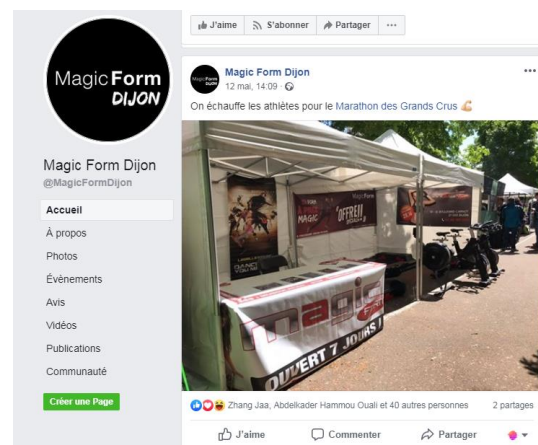 J'aime S'abonner Partager ...
Magic Form
DIJON
Magic Form Dijon
@MagicFormDijon
Accueil
À propos
Photos
Évènements
Avis
Vidéos
Publications
Communauté
Créer une Page
Magic Form Dijon
12 mai, 14:09
On échauffe les athlètes pour le Marathon des Grands Crus
MAGIC
OFFRE!!
OUVERT 7 JOURS !
Zhang Jaa, Abdelkader Hammou Ouali et 40 autres personnes 2 partages
J'aime Commenter Partager